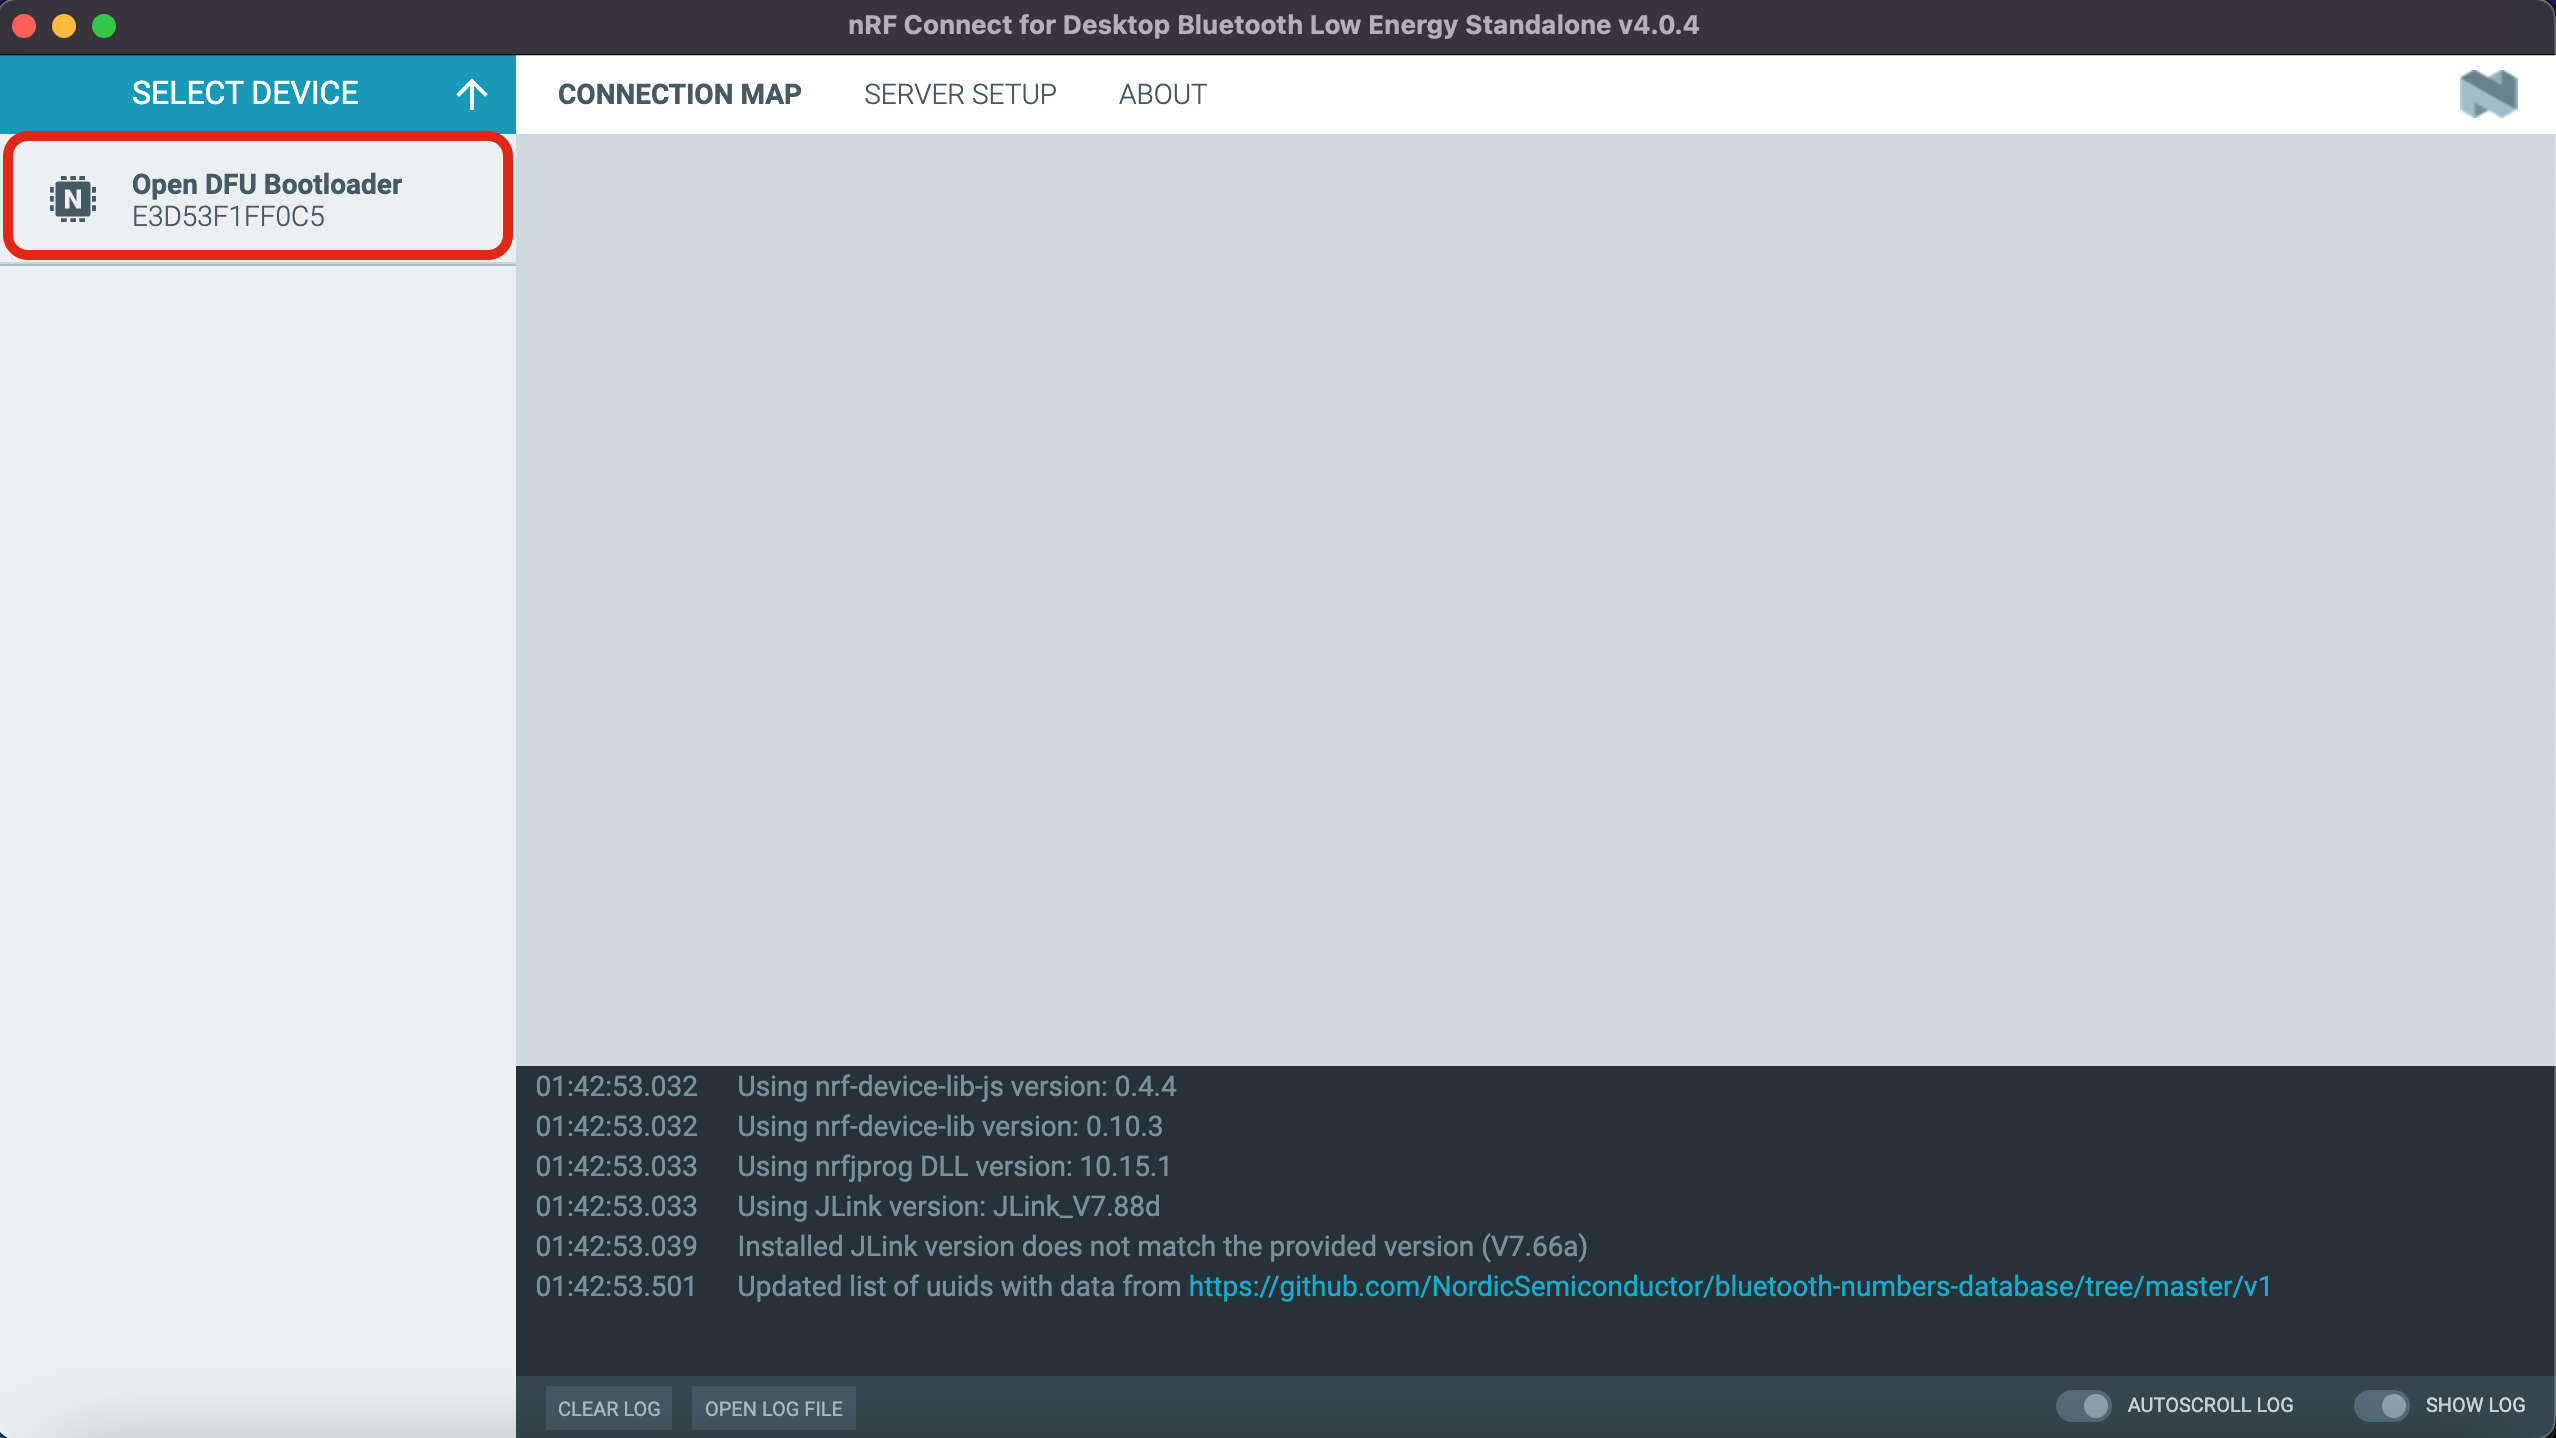 nRF Connect for Desktop Bluetooth Low Energy Standalone v4.0.4
SELECT DEVICE
CONNECTION MAP SERVER SETUP ABOUT
N
Open DFU Bootloader
E3D53F1FF0C5
01:42:53.032 Using nrf-device-lib-js version: 0.4.4
01:42:53.032 Using nrf-device-lib version: 0.10.3
01:42:53.033 Using nrfjprog DLL version: 10.15.1
01:42:53.033 Using JLink version: JLink_V7.88d
01:42:53.039 Installed JLink version does not match the provided version (V7.66a)
01:42:53.501 Updated list of uuids with data from https://github.com/NordicSemiconductor/bluetooth-numbers-database/tree/master/v1
CLEAR LOG OPEN LOG FILE AUTOSCROLL LOG SHOW LOG